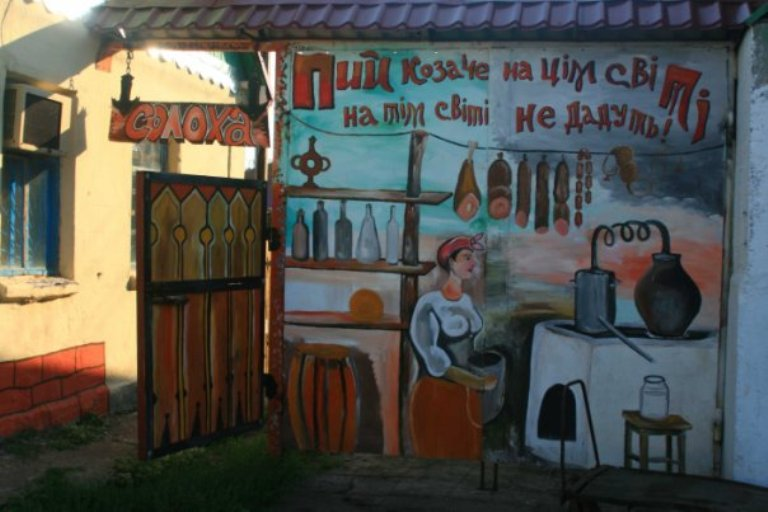 Солоха
Пий козаче на цім світі
на тім світі не дадуть!